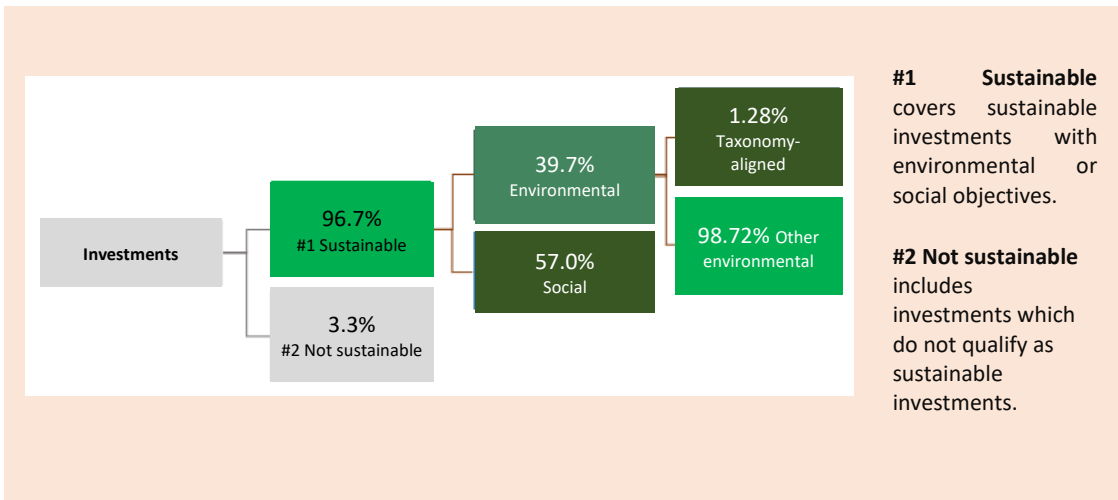 Investments
96.7%
#1 Sustainable
3.3%
#2 Not sustainable
39.7%
Environmental
57.0%
Social
1.28%
Taxonomy-
aligned
98.72% Other
environmental
#1 Sustainable
covers sustainable
investments with
environmental or
social objectives.
#2 Not sustainable
includes
investments which
do not qualify as
sustainable
investments.